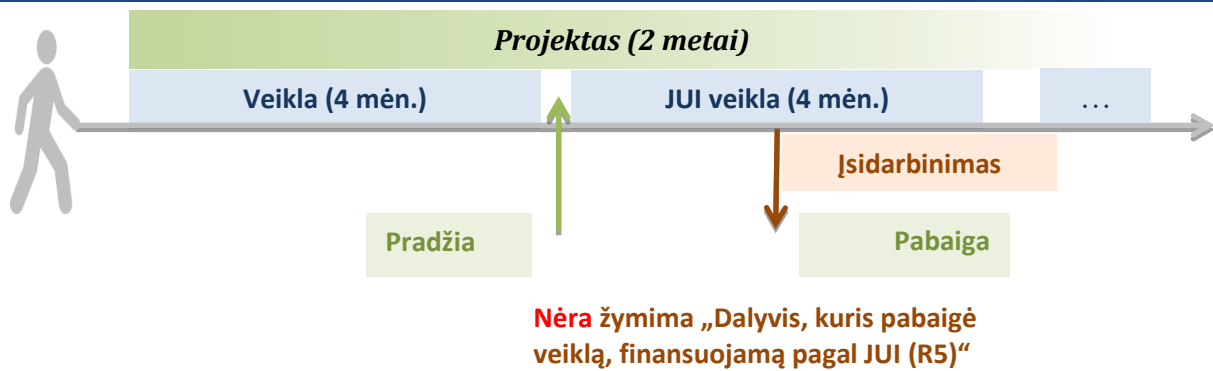 Projektas (2 metai)
Veikla (4 mėn.)
JUI veikla (4 mėn.)
...
Įsidarbinimas
Pradžia
Pabaiga
Nėra žymima „Dalyvis, kuris pabaigė
veiklą, finansuojamą pagal JUI (R5)“